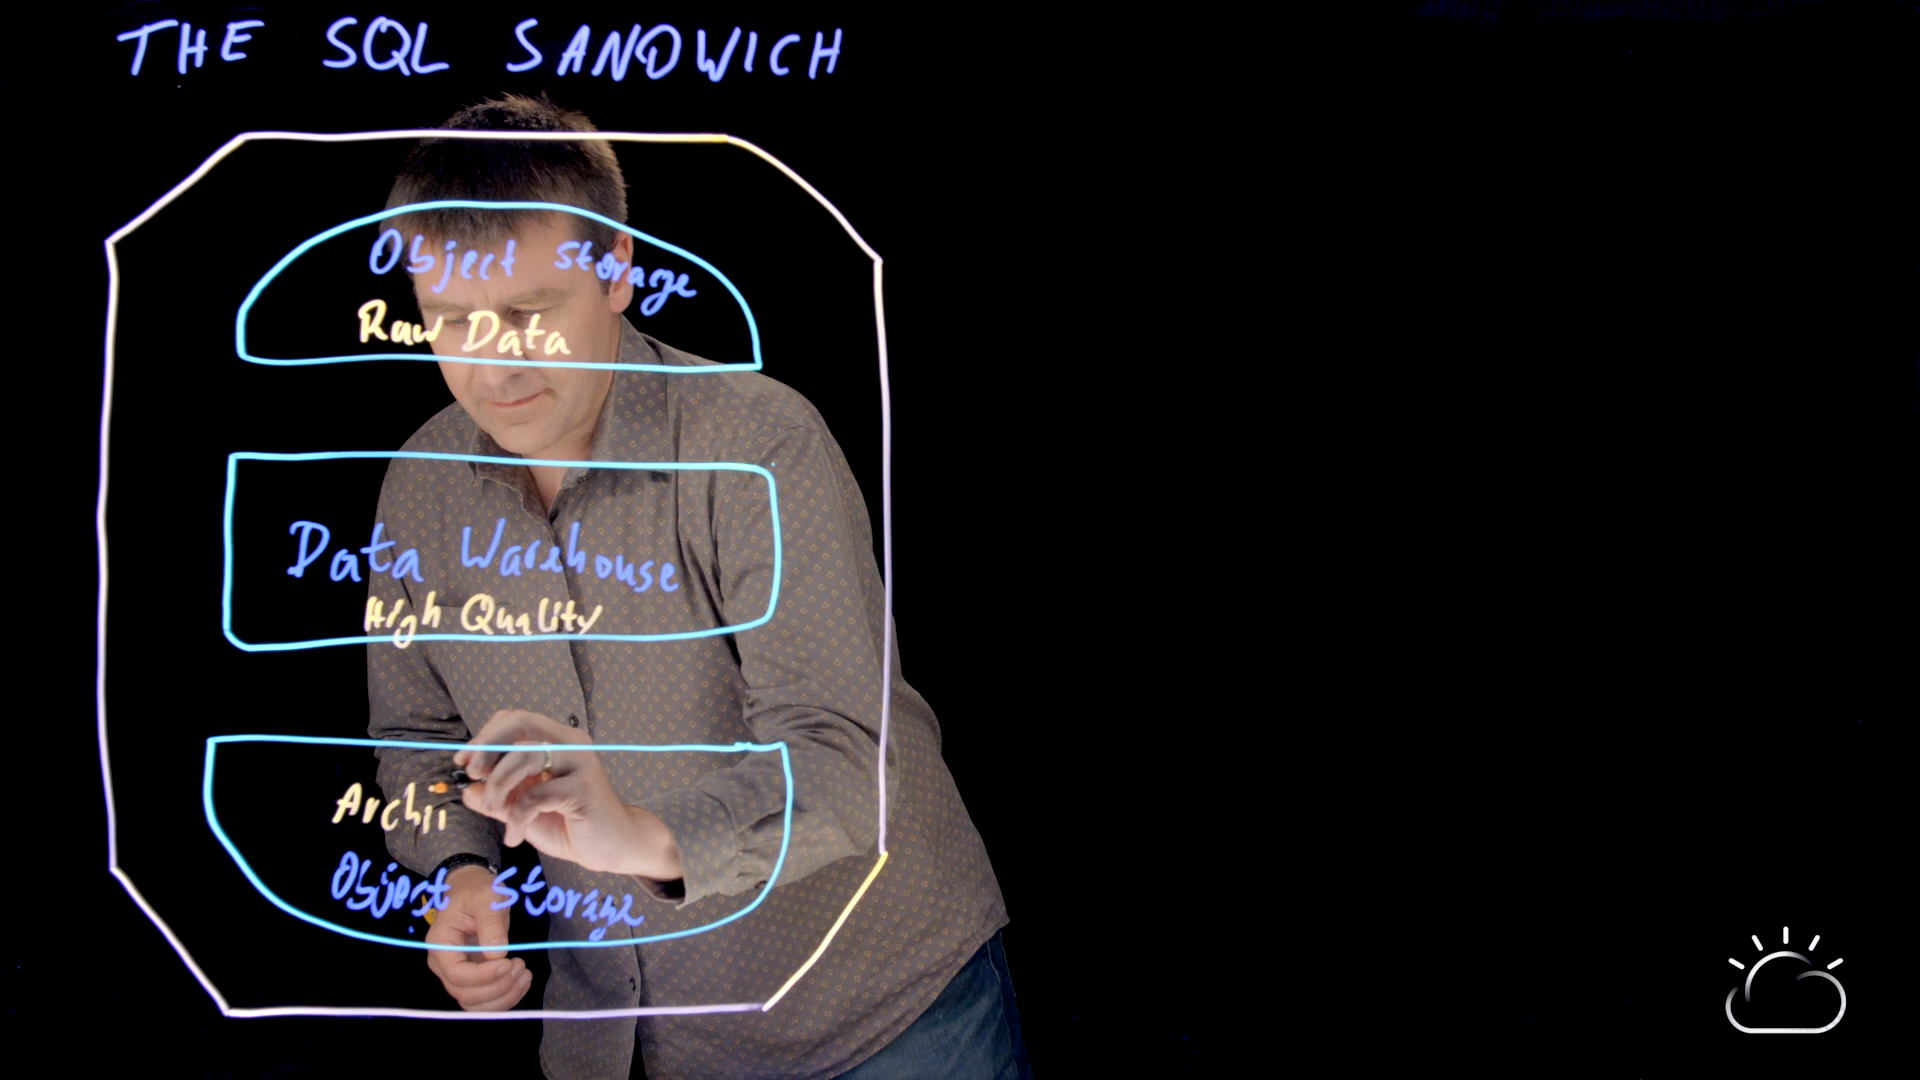 THE SQL SANDWICH
Object Storage
Raw Data
Data Warehouse
High Quality
Archi
Object Storage